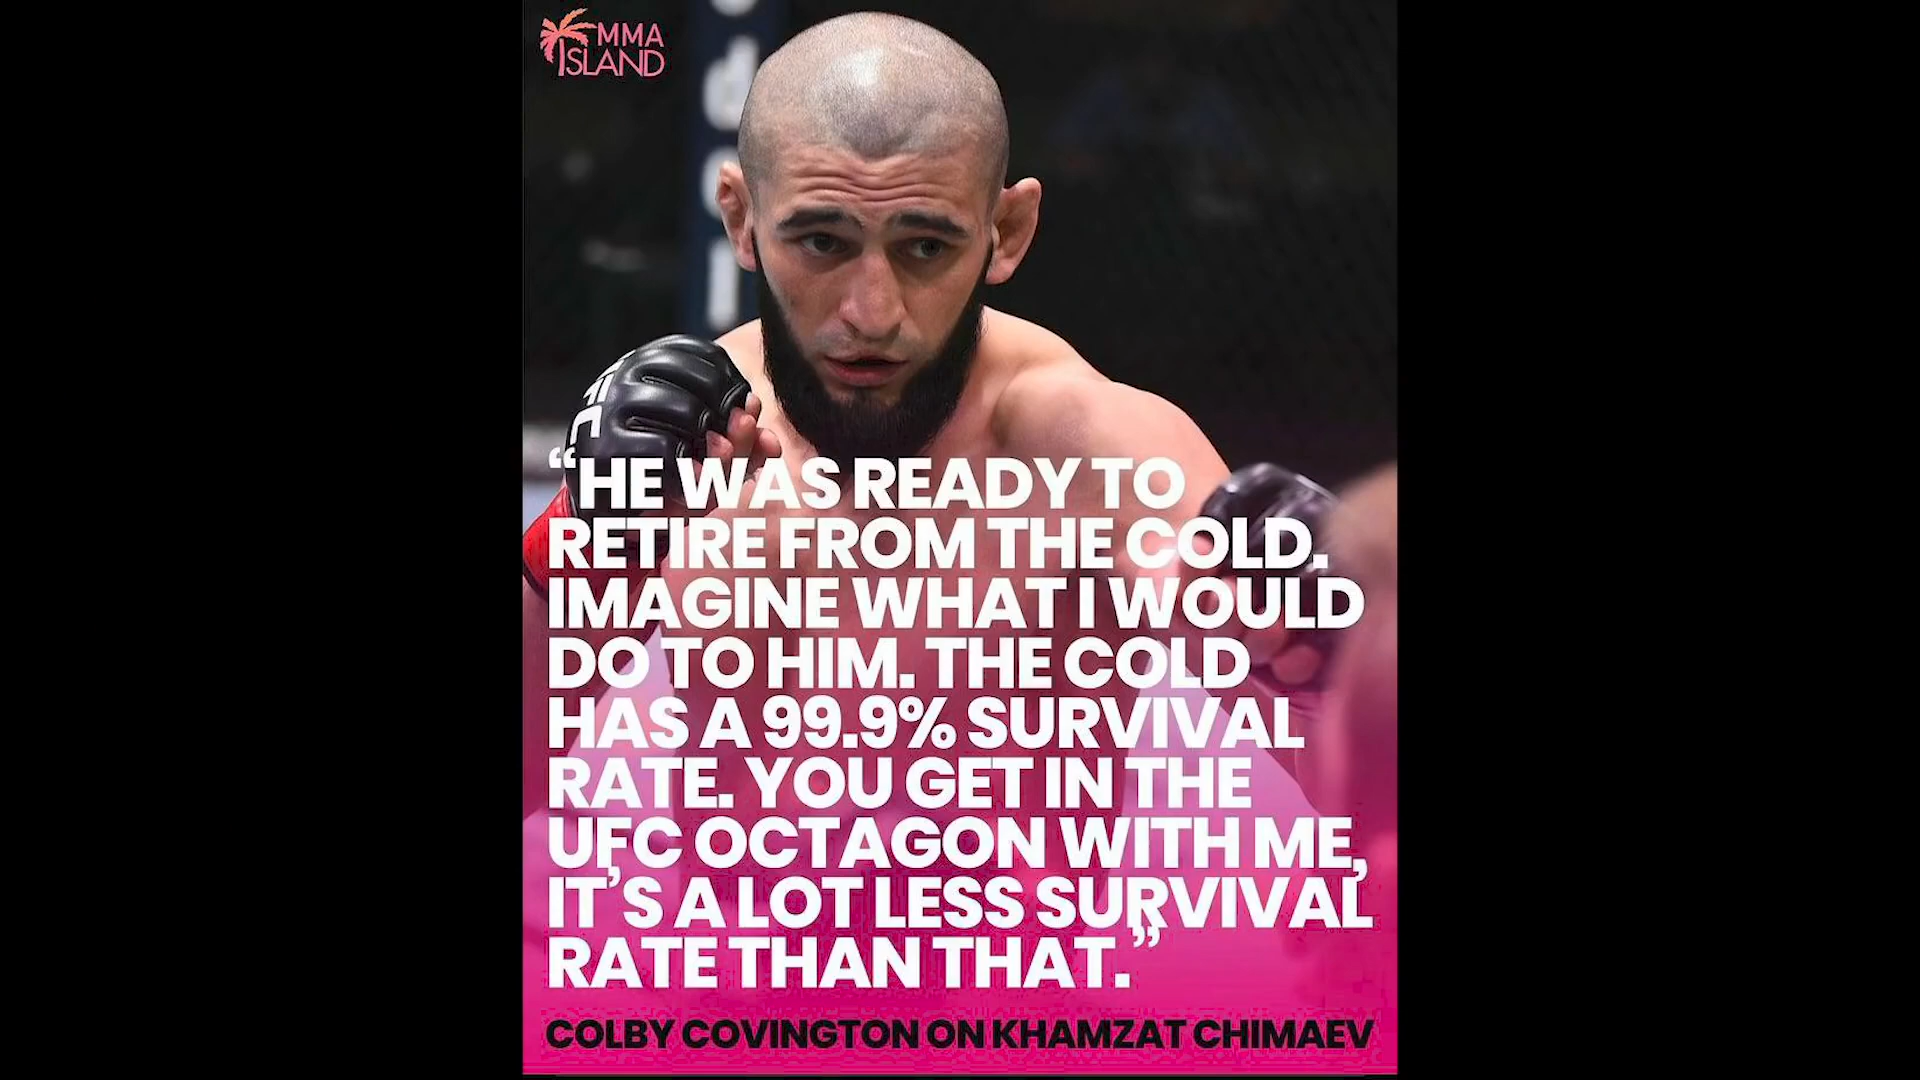 MMA
ISLAND
“HE WAS READY TO
RETIRE FROM THE COLD.
IMAGINE WHAT I WOULD
DO TO HIM. THE COLD
HAS A 99.9% SURVIVAL
RATE. YOU GET IN THE
UFC OCTAGON WITH ME,
IT’S A LOT LESS SURVIVAL
RATE THAN THAT.”
COLBY COVINGTON ON KHAMZAT CHIMAEV